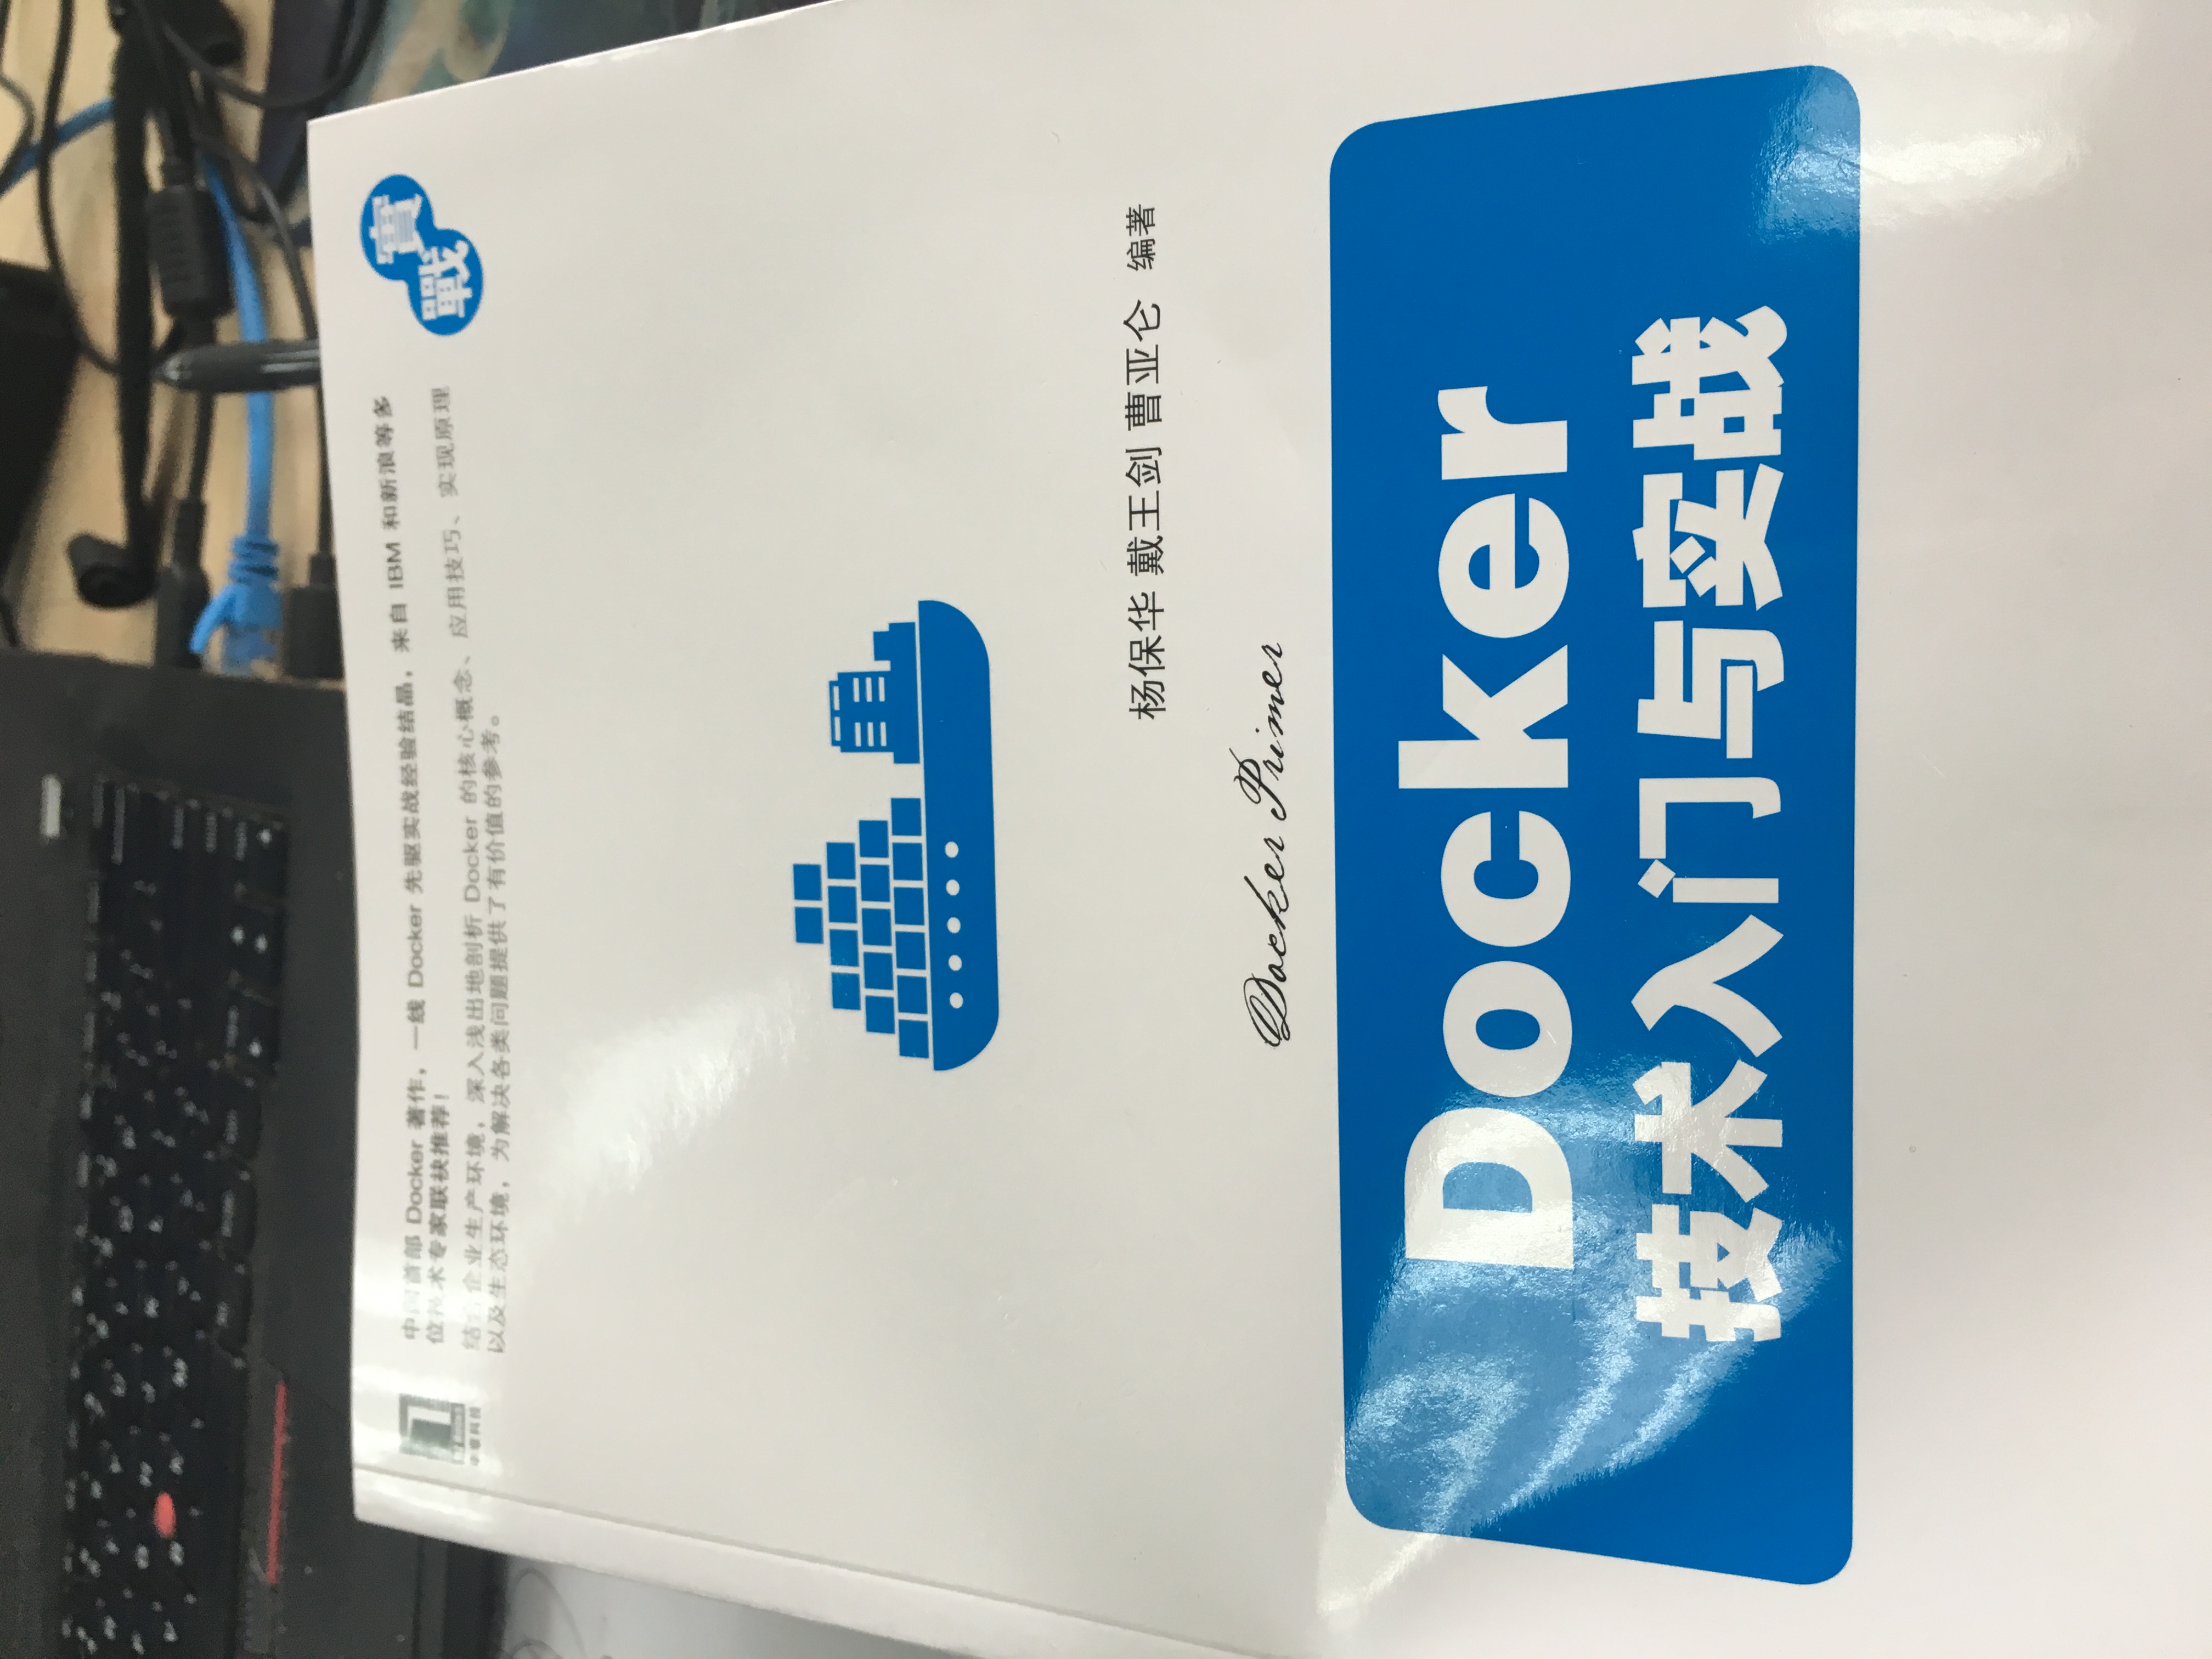 中国首部 Docker 著作，一线 Docker 先驱实战经验结晶，来自 IBM 和新浪等多
位技术专家联袂推荐！
结合企业生产环境，深入浅出地剖析 Docker 的核心概念、应用技巧、实现原理
以及生态环境，为解决各类问题提供了有价值的参考。
华章科技
實
戰
杨保华 戴王剑 曹亚仑 编著
Docker Primer
Docker
技术入门与实战